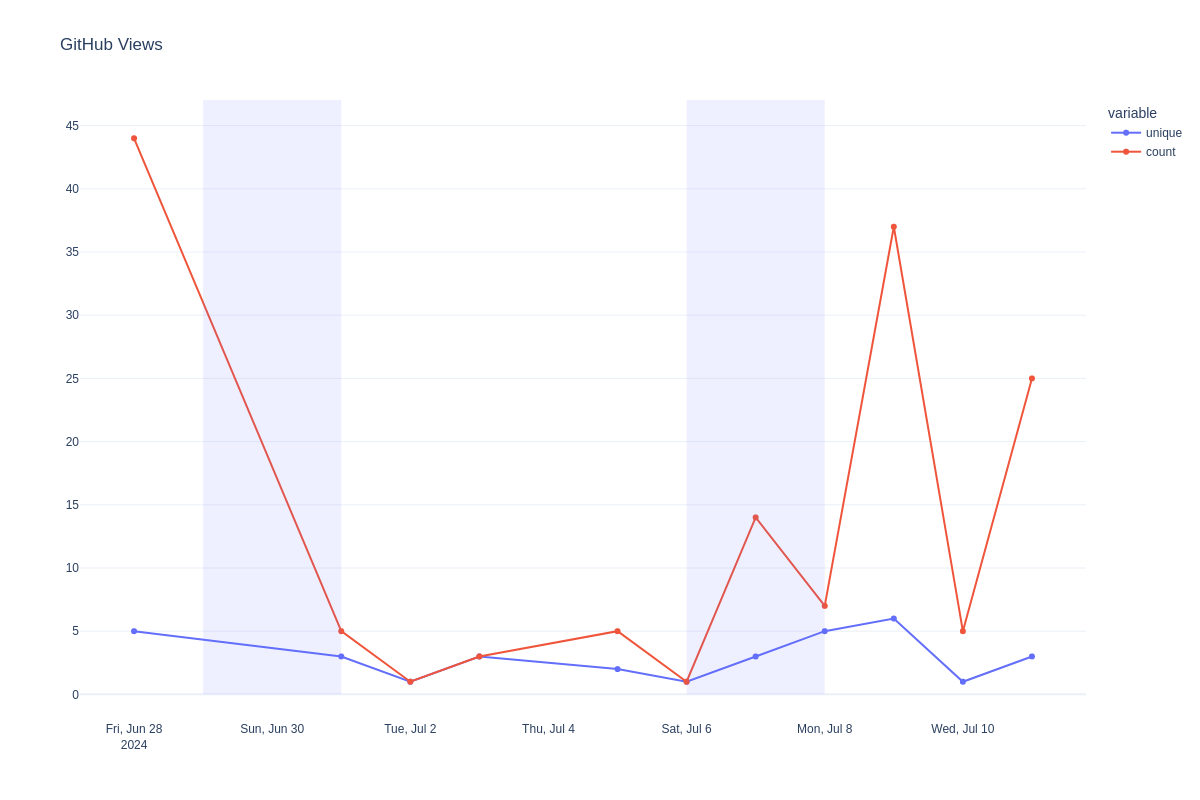 GitHub Views
variable
unique
count
45
40
35
30
25
20
15
10
5
0
Fri, Jun 28
2024
Sun, Jun 30
Tue, Jul 2
Thu, Jul 4
Sat, Jul 6
Mon, Jul 8
Wed, Jul 10